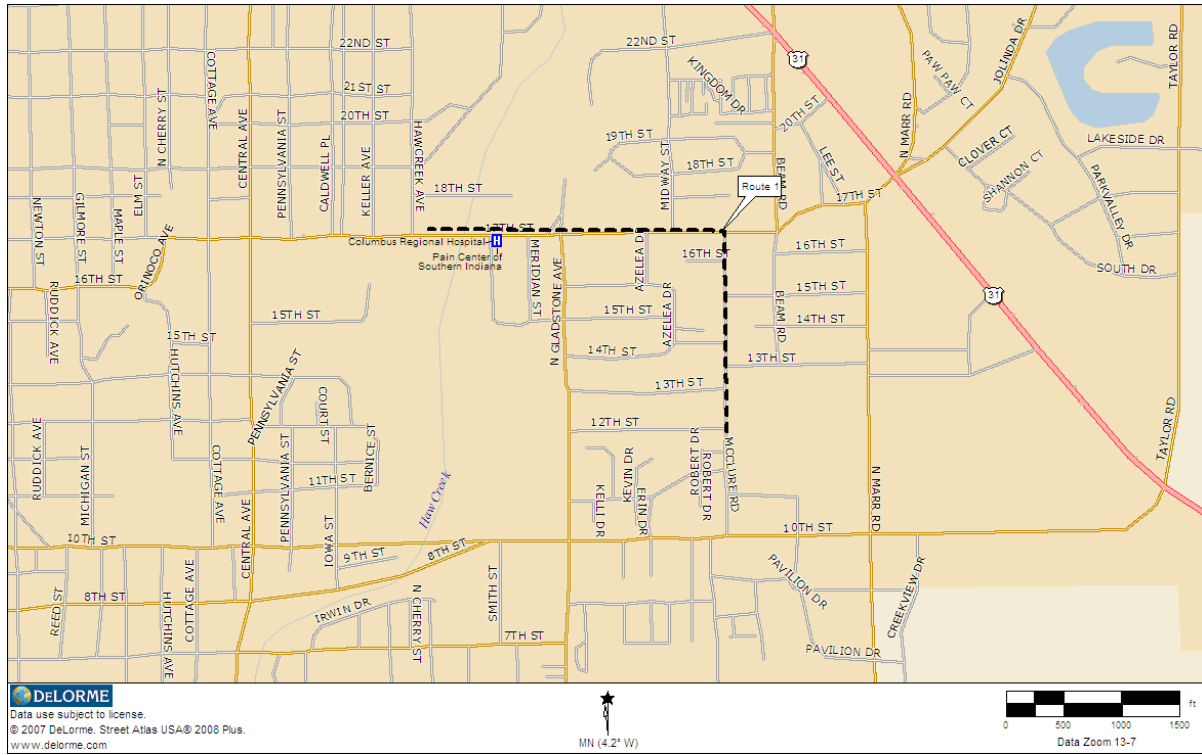 22ND ST
22ND ST
31
TAYLOR RD
COTTAGE AVE
PAW PAW CT
JOLINDA DR
KINGDOM DR
21ST ST
N CHERRY ST
CENTRAL AVE
PENNSYLVANIA ST
20TH ST
HAWCREEK AVE
20TH ST
N MARR RD
CALDWELL PL
KELLER AVE
19TH ST
MIDWAY ST
LEE ST
CLOVER CT
LAKESIDE DR
SHANNON CT
PARKVALLEY DR
18TH ST
BEAM RD
ELM ST
18TH ST
Route 1
17TH ST
NEWTON ST
GILMORE ST
MAPLE ST
ORINOCO AVE
17TH ST
Columbus Regional Hospital
H
Pain Center of
Southern Indiana
MERIDIAN ST
N GLADSTONE AVE
AZELEA DR
16TH ST
16TH ST
SOUTH DR
16TH ST
RUDDICK AVE
15TH ST
31
15TH ST
15TH ST
AZELEA DR
BEAM RD
14TH ST
15TH ST
HUTCHINS AVE
PENNSYLVANIA ST
14TH ST
13TH ST
13TH ST
COURT ST
12TH ST
RUDDICK AVE
MICHIGAN ST
COTTAGE AVE
CENTRAL AVE
PENNSYLVANIA ST
11TH ST
BERNICE ST
IOWA ST
Haw Creek
KELLI DR
KEVIN DR
ERIN DR
ROBERT DR
ROBERT DR
MCCLURE RD
N MARR RD
TAYLOR RD
10TH ST
10TH ST
9TH ST
8TH ST
REED ST
8TH ST
HUTCHINS AVE
COTTAGE AVE
IRWIN DR
N CHERRY ST
SMITH ST
7TH ST
PAVILION DR
CREEKVIEW DR
PAVILION DR
DELORME
Data use subject to license.
© 2007 DeLorme. Street Atlas USA® 2008 Plus.
www.delorme.com
MN (4.2° W)
ft
0 500 1000 1500
Data Zoom 13-7